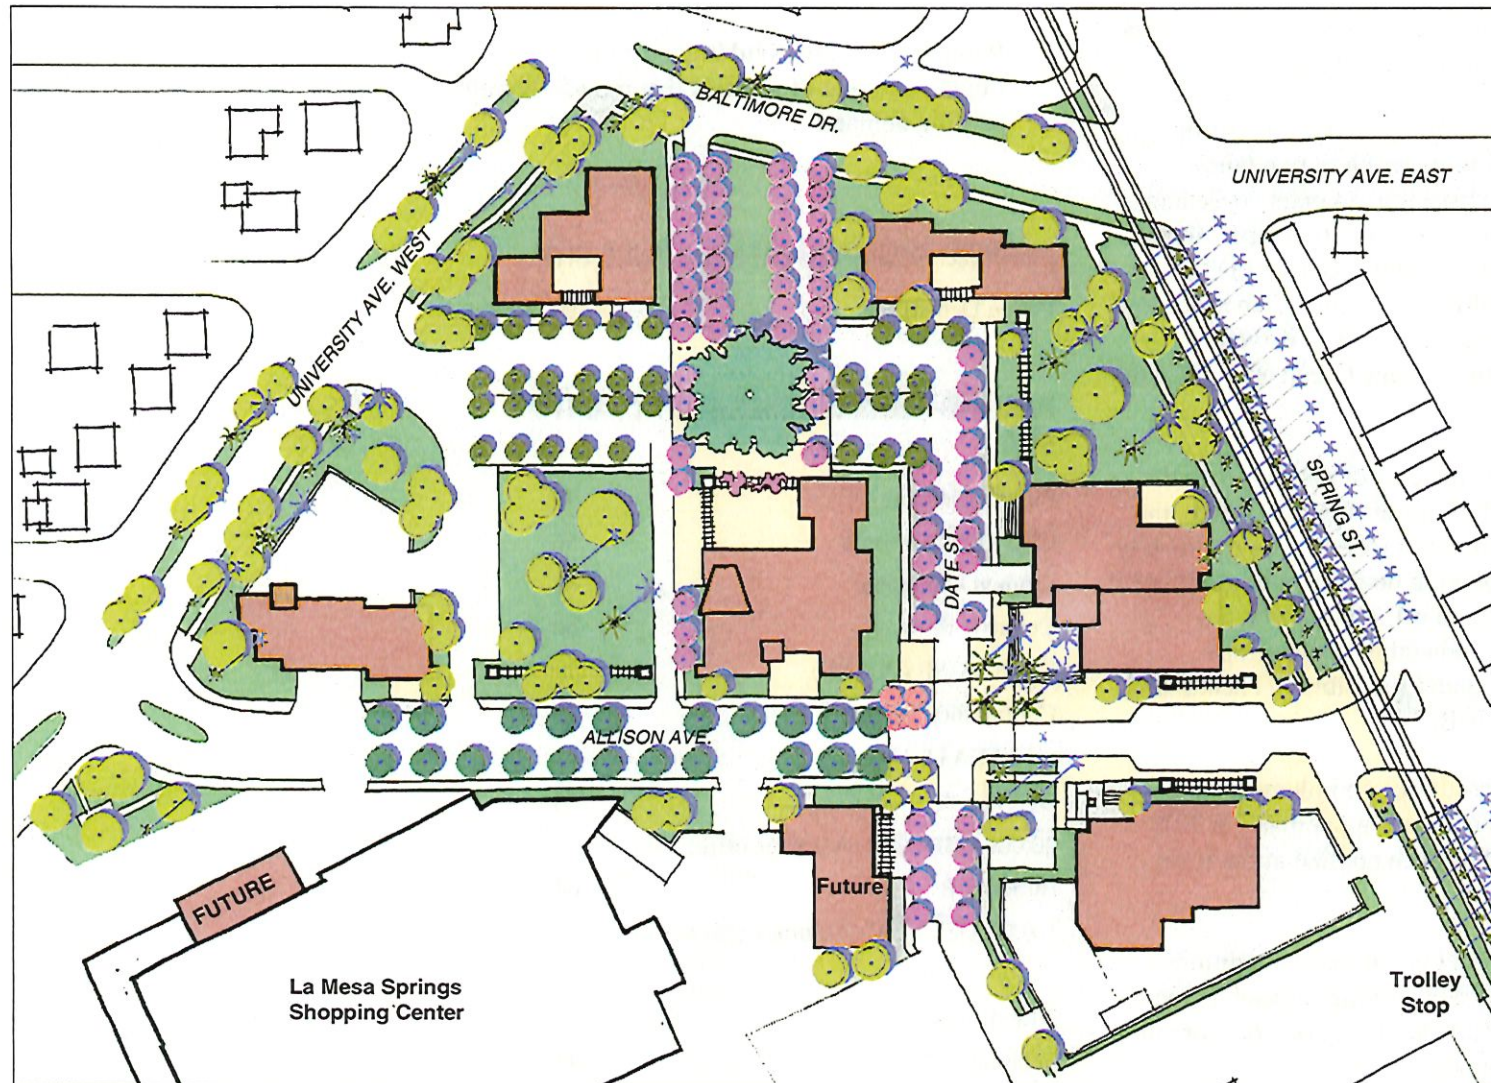 BALTIMORE DR.
UNIVERSITY AVE. EAST
UNIVERSITY AVE. WEST
SPRING ST.
DATE ST.
ALLISON AVE.
FUTURE
Future
La Mesa Springs
Shopping Center
Trolley
Stop